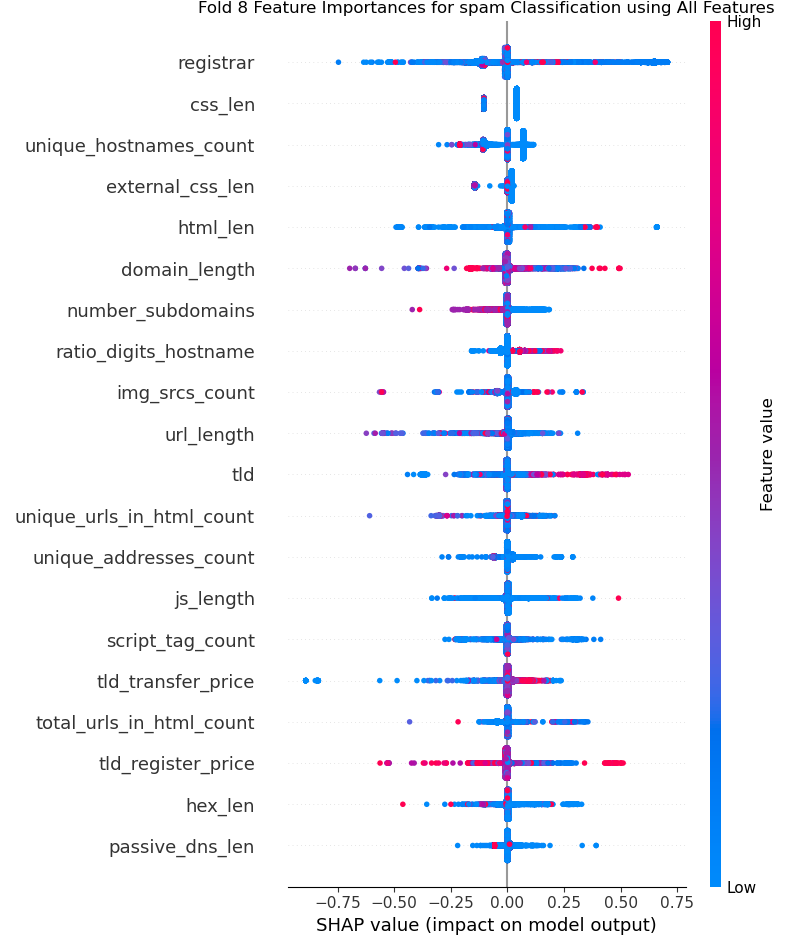 Fold 8 Feature Importances for spam Classification using All Features
High
registrar
css_len
unique_hostnames_count
external_css_len
html_len
domain_length
number_subdomains
ratio_digits_hostname
img_srcs_count
url_length
tld
unique_urls_in_html_count
unique_addresses_count
js_length
script_tag_count
tld_transfer_price
total_urls_in_html_count
tld_register_price
hex_len
passive_dns_len
Feature value
Low
−0.75 −0.50 −0.25 0.00 0.25 0.50 0.75
SHAP value (impact on model output)